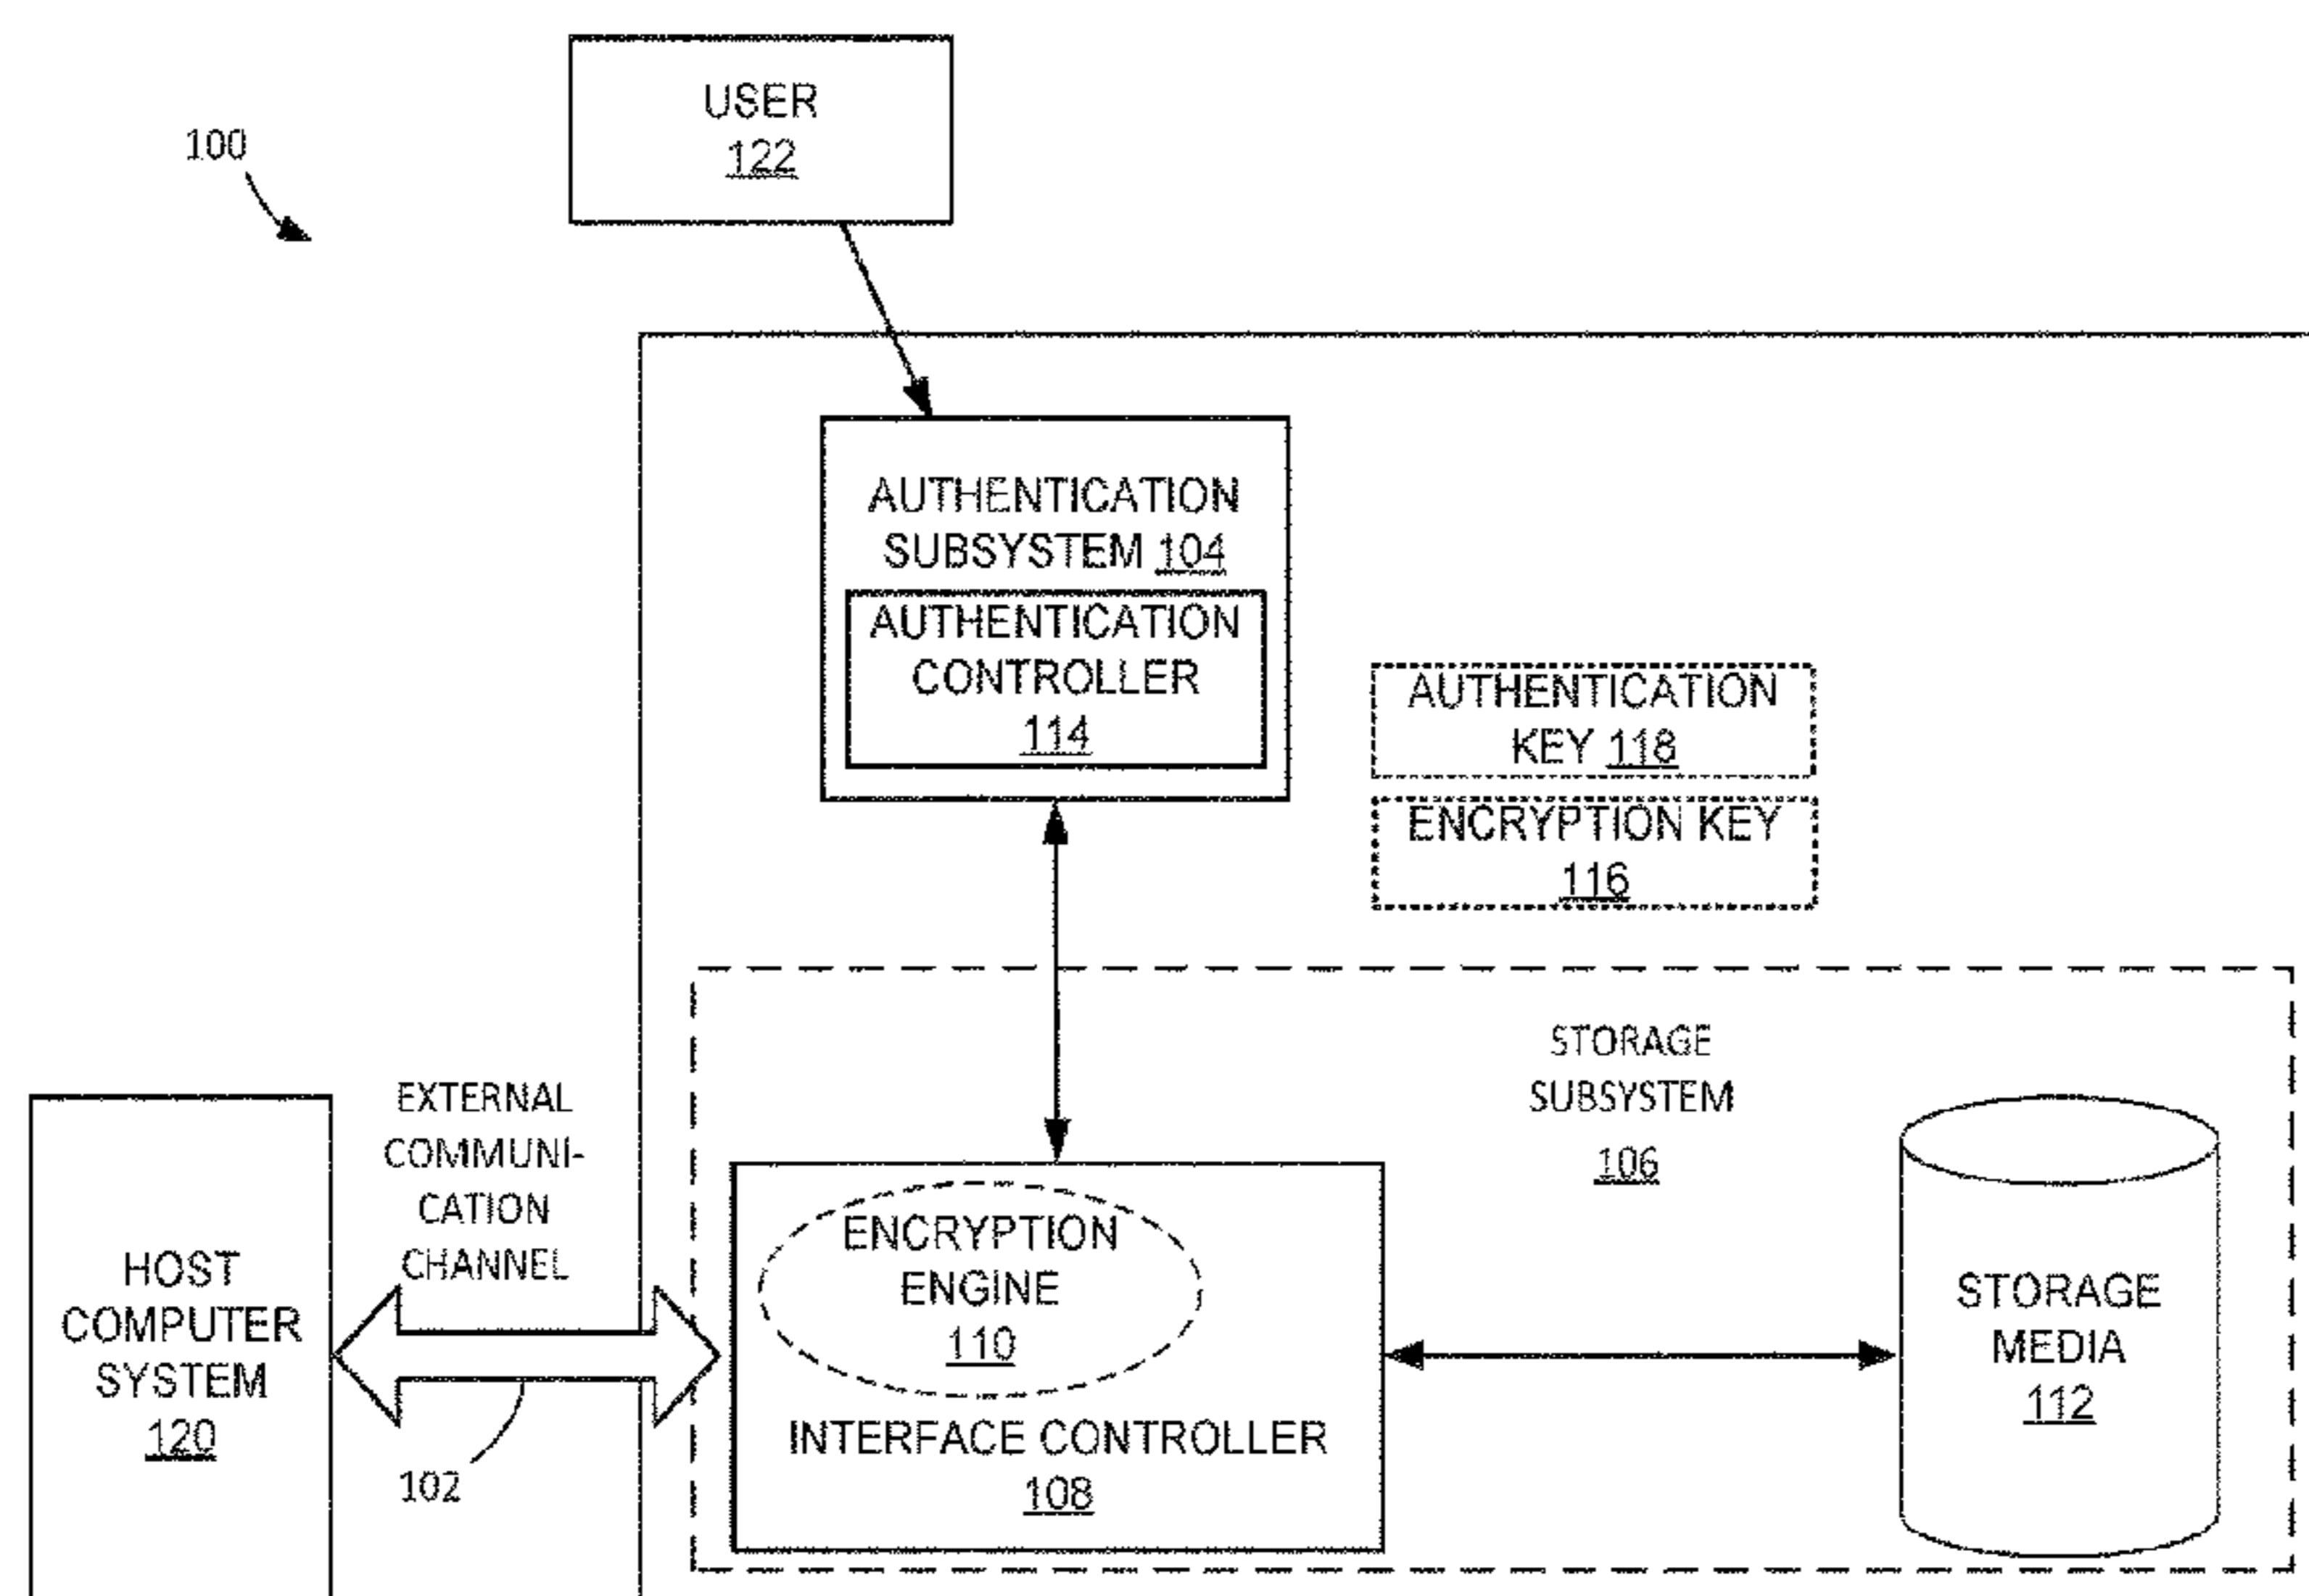 USER
122
100
AUTHENTICATION
SUBSYSTEM 104
AUTHENTICATION
CONTROLLER
114
AUTHENTICATION
KEY 118
ENCRYPTION KEY
116
STORAGE
SUBSYSTEM
106
EXTERNAL
COMMUNI-
CATION
CHANNEL
102
HOST
COMPUTER
SYSTEM
120
ENCRYPTION
ENGINE
110
INTERFACE CONTROLLER
108
STORAGE
MEDIA
112